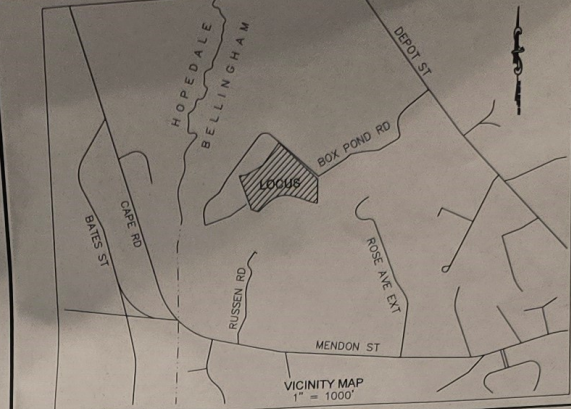 HOPEDALE
BELLINGHAM
DEPOT ST
BOX POND RD
LOCUS
CAPE RD
BATES ST
ROSE AVE EXT
RUSSEN RD
MENDON ST
VICINITY MAP
1" = 1000'